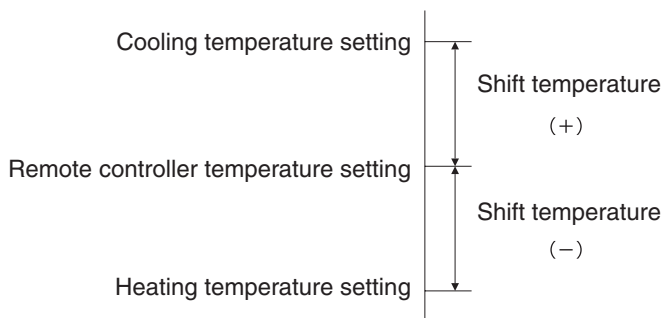 Cooling temperature setting
Shift temperature
(+)
Remote controller temperature setting
Shift temperature
(−)
Heating temperature setting